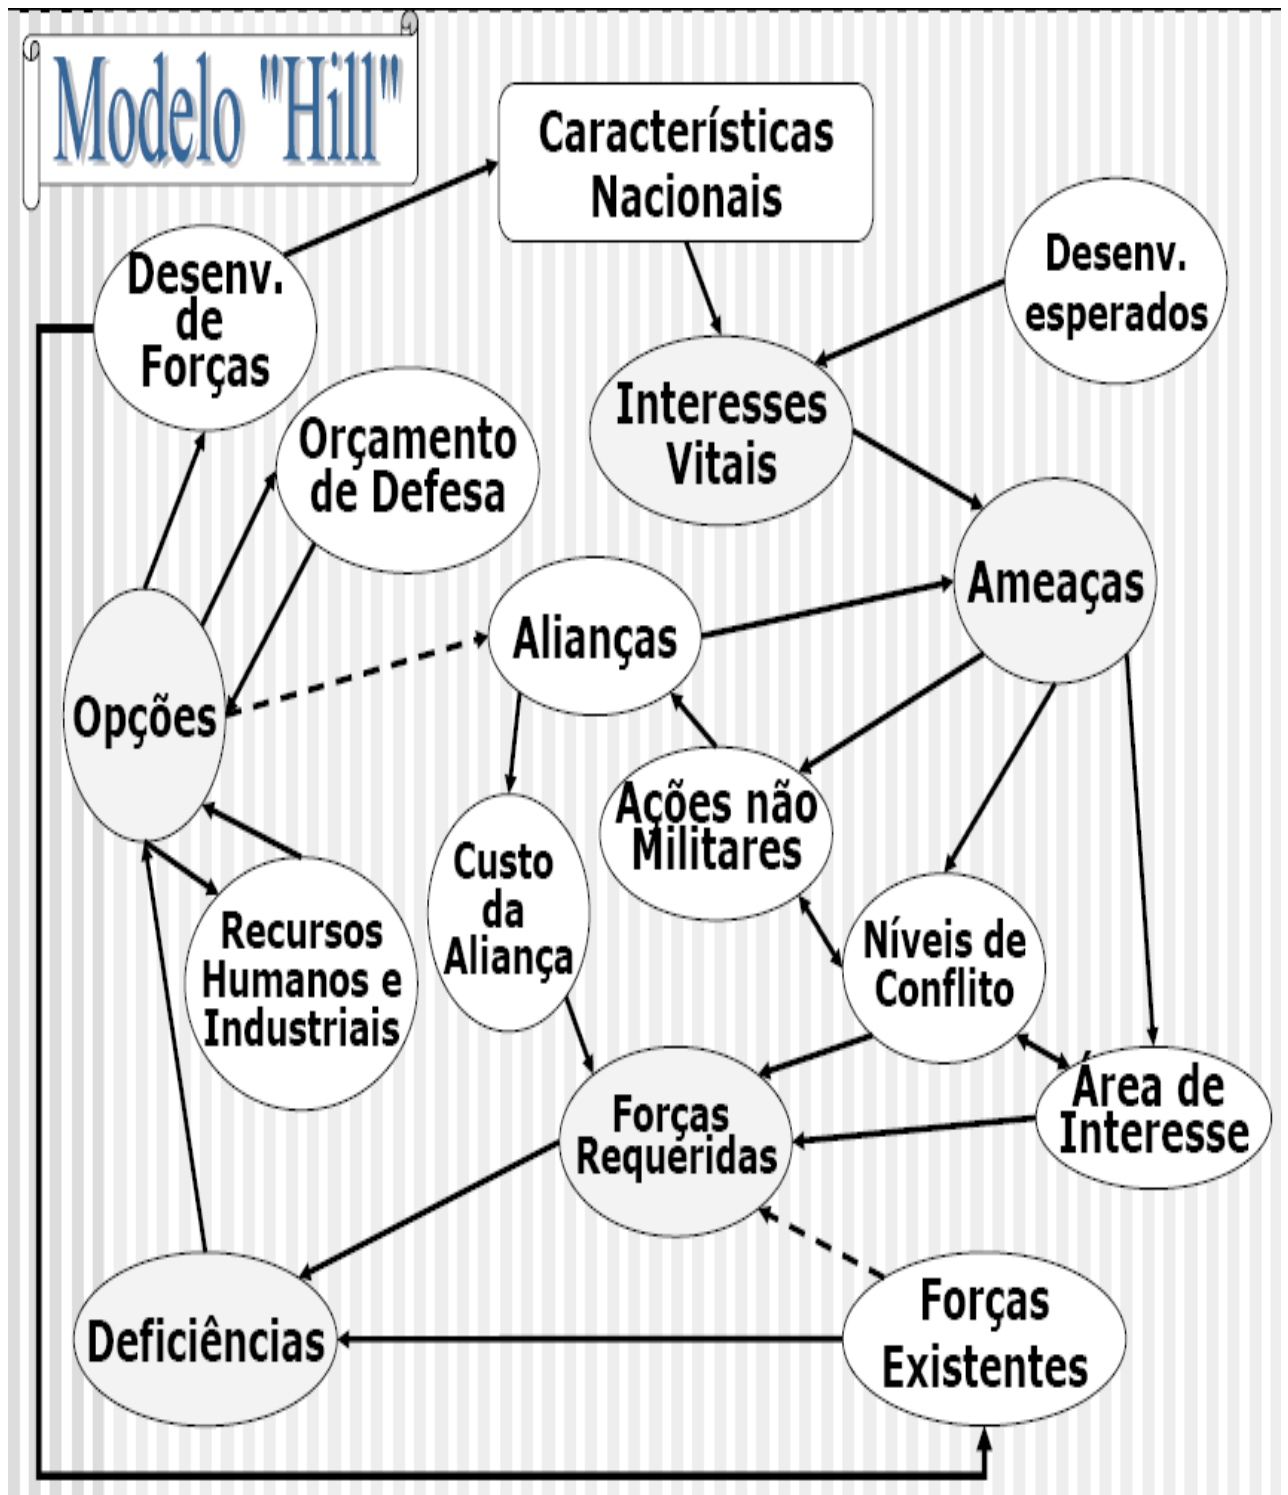 Modelo "Hill"
Características
Nacionais
Desenv.
esperados
Desenv.
de
Forças
Interesses
Vitais
Orçamento
de Defesa
Ameaças
Alianças
Opções
Ações não
Militares
Custo
da
Aliança
Níveis de
Conflito
Recursos
Humanos e
Industriais
Área de
Interesse
Forças
Requeridas
Deficiências
Forças
Existentes